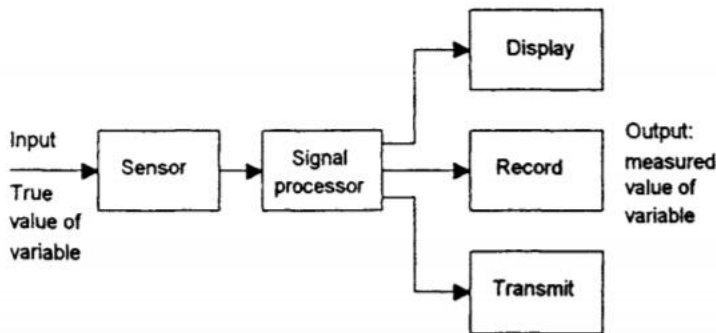 Input
True
value of
variable
Sensor
Signal
processor
Display
Record
Transmit
Output:
measured
value of
variable